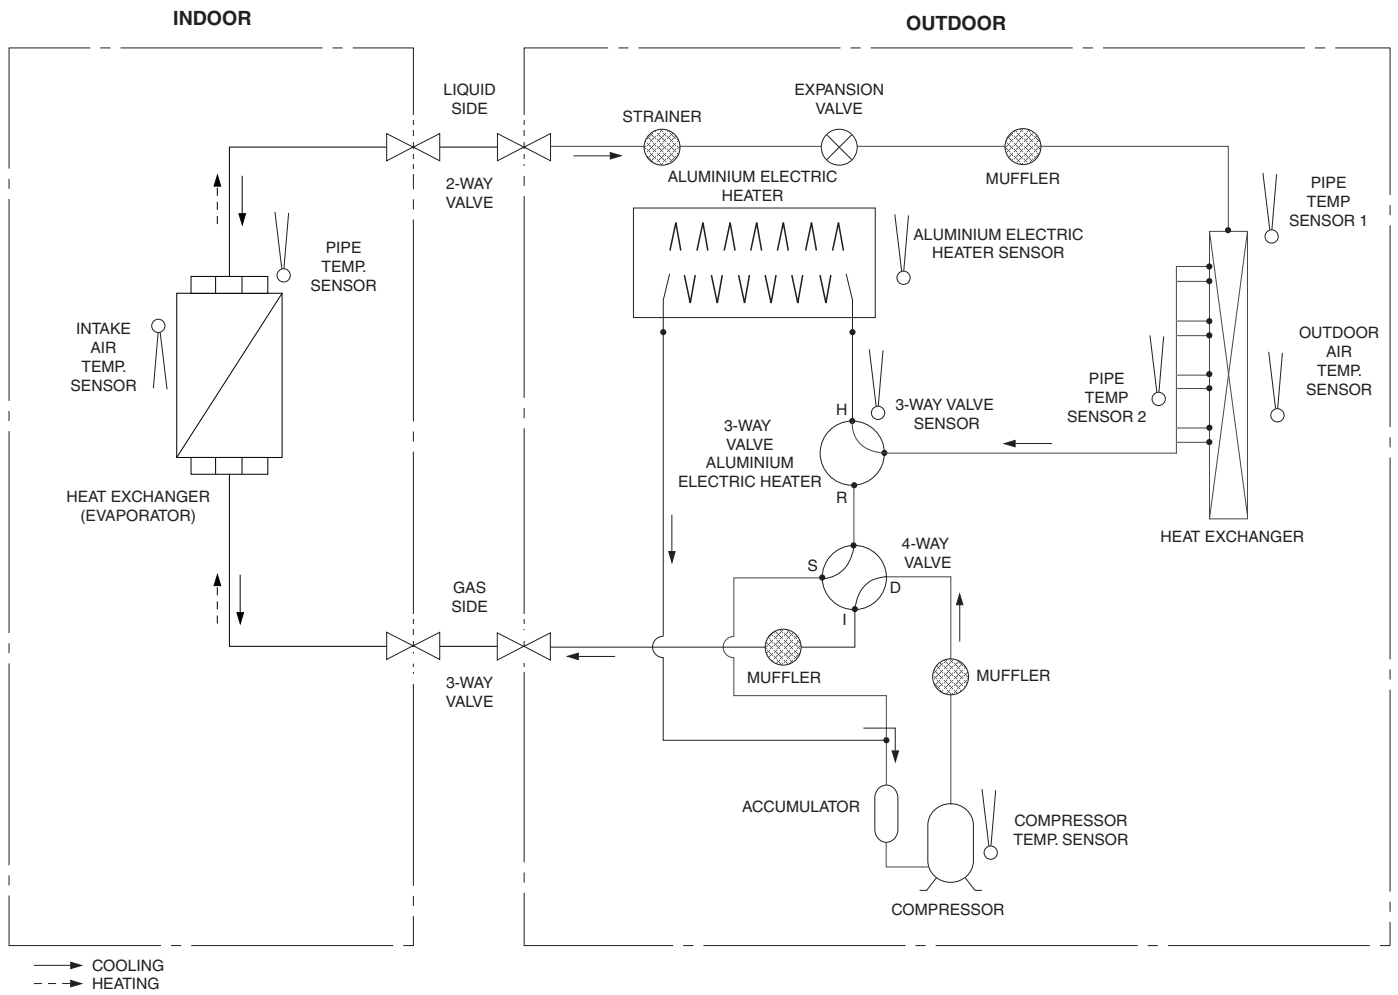 INDOOR
OUTDOOR
LIQUID
SIDE
2-WAY
VALVE
STRAINER
EXPANSION
VALVE
MUFFLER
ALUMINIUM ELECTRIC
HEATER
ALUMINIUM ELECTRIC
HEATER SENSOR
PIPE
TEMP
SENSOR 1
PIPE
TEMP.
SENSOR
INTAKE
AIR
TEMP.
SENSOR
OUTDOOR
AIR
TEMP.
SENSOR
PIPE
TEMP
SENSOR 2
H
3-WAY VALVE
SENSOR
3-WAY
VALVE
ALUMINIUM
ELECTRIC HEATER
R
HEAT EXCHANGER
(EVAPORATOR)
HEAT EXCHANGER
4-WAY
VALVE
S
D
I
GAS
SIDE
3-WAY
VALVE
MUFFLER
MUFFLER
ACCUMULATOR
COMPRESSOR
TEMP. SENSOR
COMPRESSOR
COOLING
HEATING